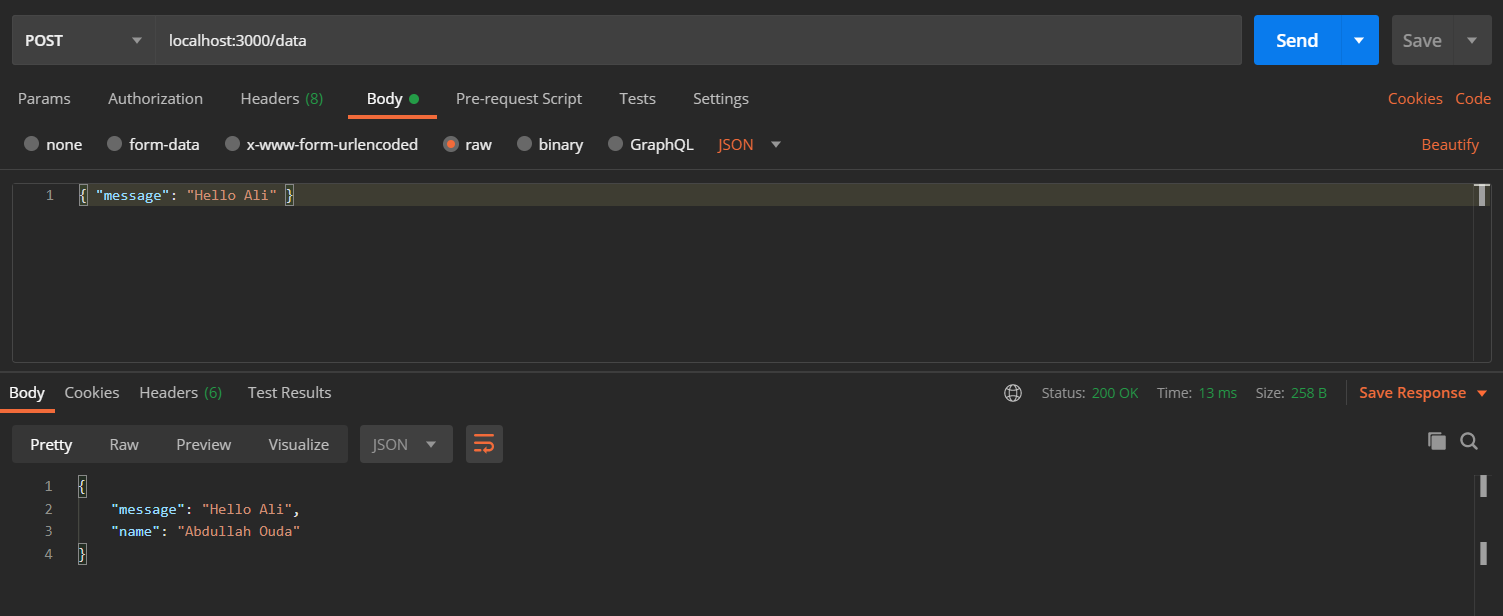 POST localhost:3000/data Send Save
Params Authorization Headers (8) Body Pre-request Script Tests Settings Cookies Code
none form-data x-www-form-urlencoded raw binary GraphQL JSON Beautify
1 { "message": "Hello Ali" }
Body Cookies Headers (6) Test Results Status: 200 OK Time: 13 ms Size: 258 B Save Response
Pretty Raw Preview Visualize JSON
1 {
2 "message": "Hello Ali",
3 "name": "Abdullah Ouda"
4 }